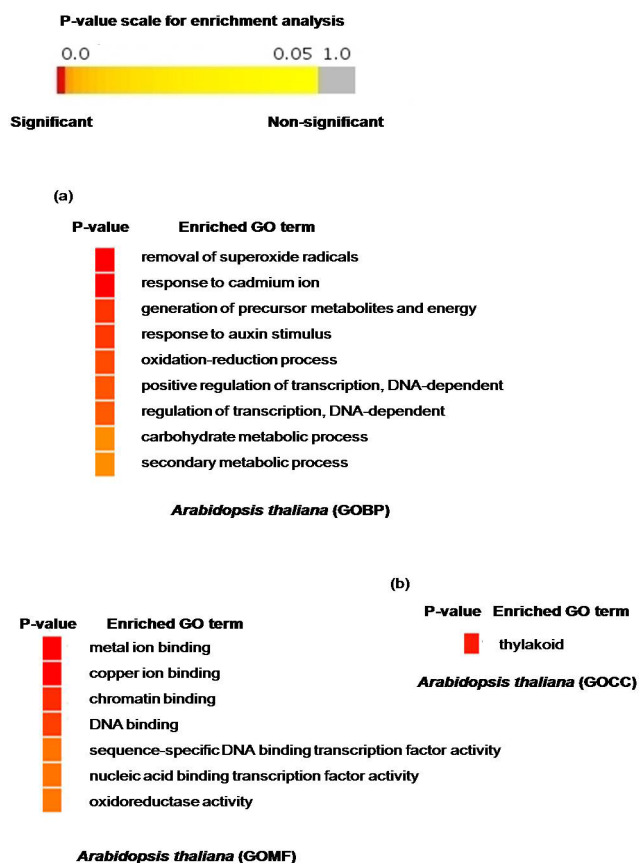 P-value scale for enrichment analysis
0.0 0.05 1.0
Significant Non-significant
(a)
P-value Enriched GO term
removal of superoxide radicals
response to cadmium ion
generation of precursor metabolites and energy
response to auxin stimulus
oxidation-reduction process
positive regulation of transcription, DNA-dependent
regulation of transcription, DNA-dependent
carbohydrate metabolic process
secondary metabolic process
Arabidopsis thaliana (GOBP)
(b)
P-value Enriched GO term
thylakoid
Arabidopsis thaliana (GOCC)
P-value Enriched GO term
metal ion binding
copper ion binding
chromatin binding
DNA binding
sequence-specific DNA binding transcription factor activity
nucleic acid binding transcription factor activity
oxidoreductase activity
Arabidopsis thaliana (GOMF)